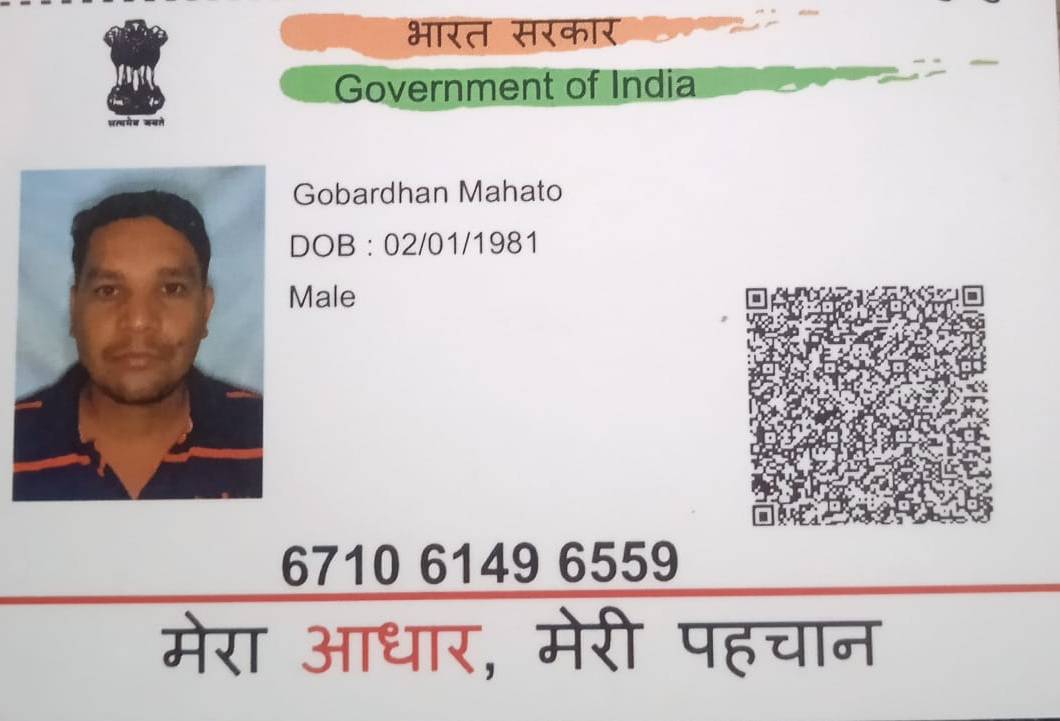 भारत सरकार
Government of India
सत्यमेव जयते
Gobardhan Mahato
DOB : 02/01/1981
Male
6710 6149 6559
मेरा आधार, मेरी पहचान